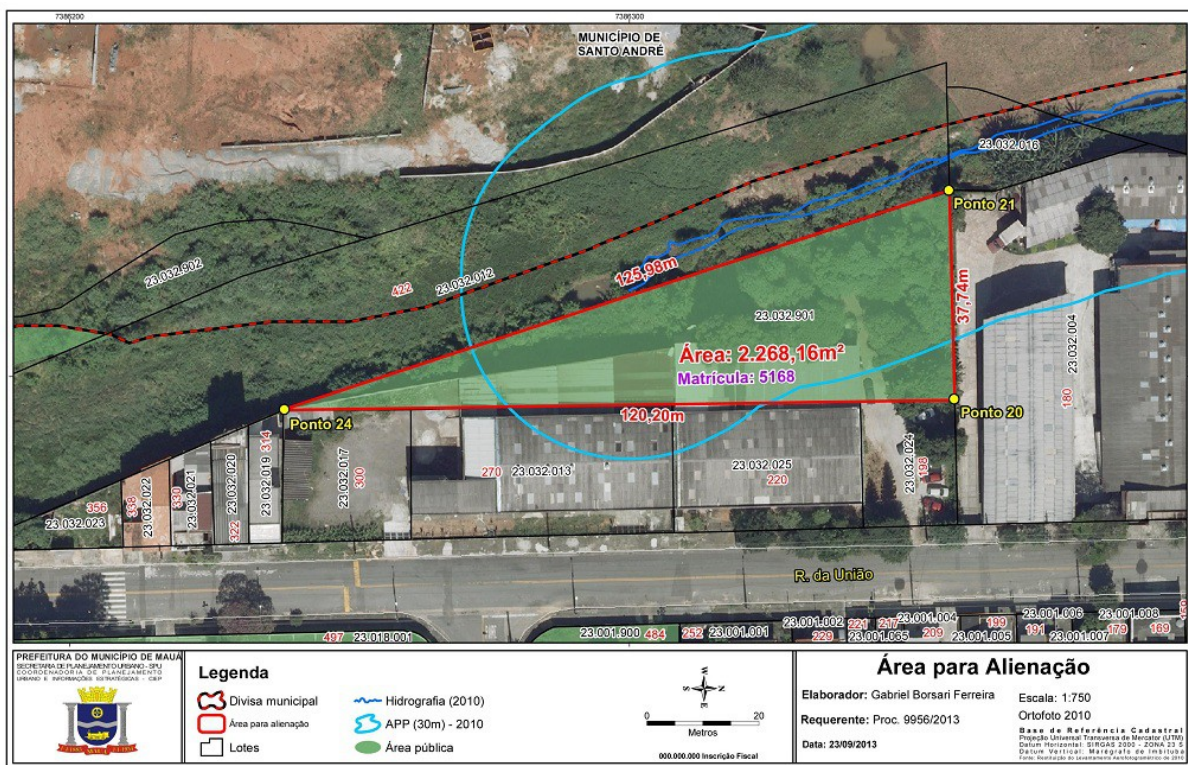 7386200
7386300
MUNICÍPIO DE
SANTO ANDRÉ
23.032.016
Ponto 21
23.032.902
422
23.032.012
125,98m
37,74m
23.032.901
Área: 2.268,16m²
Matrícula: 5168
23.032.004
180
Ponto 24
120,20m
Ponto 20
356
23.032.023
338
23.032.022
330
23.032.021
322
23.032.020
314
23.032.019
23.032.017
300
270
23.032.013
23.032.025
220
23.032.024
198
R. da União
497
23.018.001
23.001.900
484
252
23.001.001
23.001.002
229
221
23.001.065
217
23.001.004
209
23.001.005
199
23.001.006
191
23.001.007
23.001.008
179
169
159
PREFEITURA DO MUNICÍPIO DE MAUÁ
SECRETARIA DE PLANEJAMENTO URBANO - SPU
COORDENADORIA DE PLANEJAMENTO
URBANO E INFORMAÇÕES ESTRATÉGICAS - CIEP
Legenda
Divisa municipal
Área para alienação
Lotes
Hidrografia (2010)
APP (30m) - 2010
Área pública
W
S N
E
0 20
Metros
000.000.000 Inscrição Fiscal
Área para Alienação
Elaborador: Gabriel Borsari Ferreira
Requerente: Proc. 9956/2013
Data: 23/09/2013
Escala: 1:750
Ortofoto 2010
Base de Referência Cadastral
Projeção Universal Transversa de Mercator (UTM)
Datum Horizontal: SIRGAS 2000 - ZONA 23 S
Datum Vertical: Marégrafo de Imbituba
Fonte: Restituição do Levantamento Aerofotogramétrico de 2010